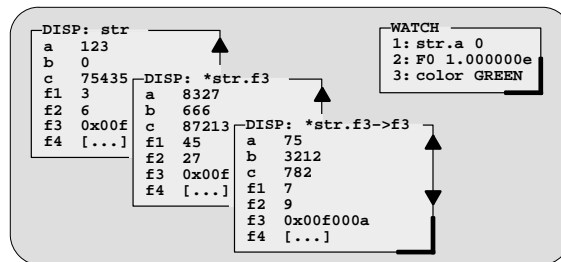 DISP: str
a 123
b 0
c 75435
f1 3
f2 6
f3 0x00f
f4 [...]
DISP: *str.f3
a 8327
b 666
c 87213
f1 45
f2 27
f3 0x00f
f4 [...]
DISP: *str.f3->f3
a 75
b 3212
c 782
f1 7
f2 9
f3 0x00f000a
f4 [...]
WATCH
1: str.a 0
2: F0 1.000000e
3: color GREEN